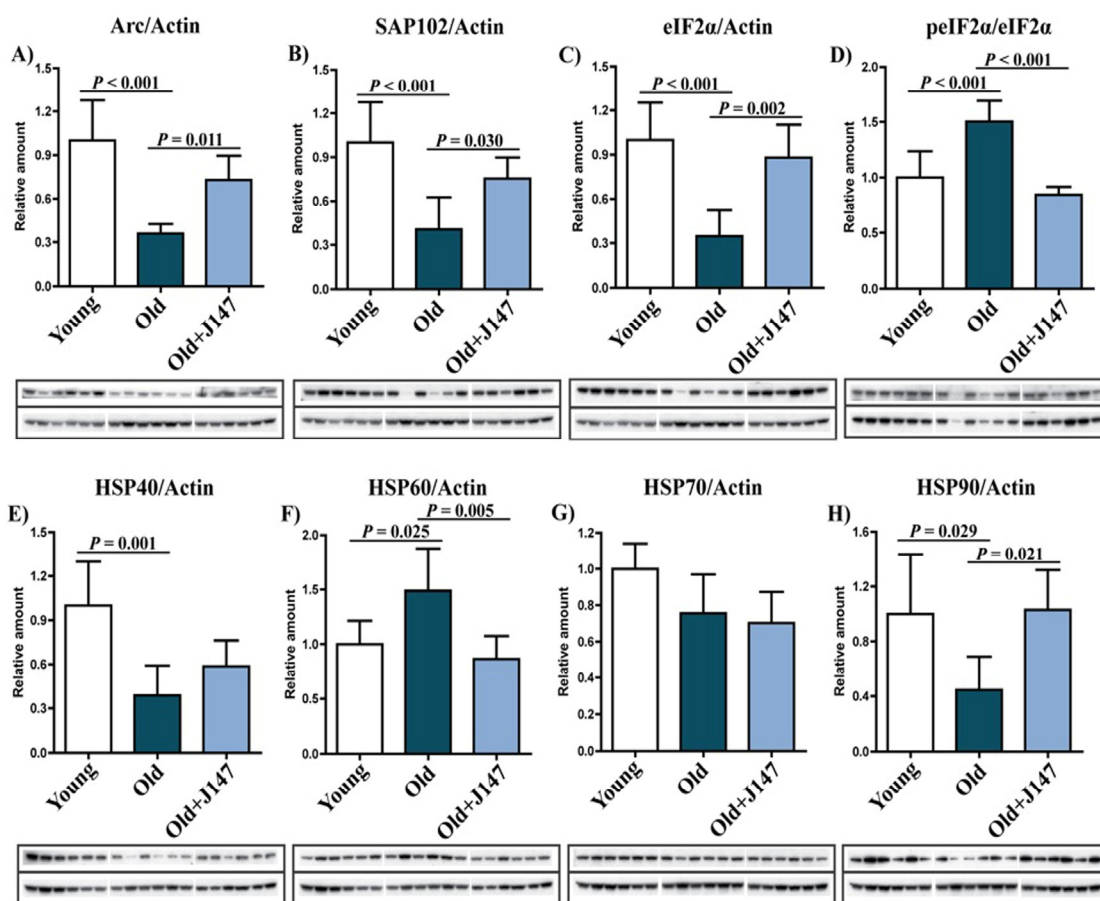 Arc/Actin
SAP102/Actin
eIF2α/Actin
peIF2α/eIF2α
A)
Relative amount
1.5
1.2
0.9
0.6
0.3
0.0
P < 0.001
P = 0.011
Young
Old
Old+J147
B)
Relative amount
1.5
1.2
0.9
0.6
0.3
0.0
P < 0.001
P = 0.030
Young
Old
Old+J147
C)
Relative amount
1.5
1.2
0.9
0.6
0.3
0.0
P < 0.001
P = 0.002
Young
Old
Old+J147
D)
Relative amount
2.0
1.5
1.0
0.5
0.0
P < 0.001
P < 0.001
Young
Old
Old+J147
HSP40/Actin
HSP60/Actin
HSP70/Actin
HSP90/Actin
E)
Relative amount
1.5
1.2
0.9
0.6
0.3
0.0
P = 0.001
Young
Old
Old+J147
F)
Relative amount
2.0
1.5
1.0
0.5
0.0
P = 0.005
P = 0.025
Young
Old
Old+J147
G)
Relative amount
1.2
1.0
0.8
0.6
0.4
0.2
0.0
Young
Old
Old+J147
H)
Relative amount
1.6
1.2
0.8
0.4
0.0
P = 0.029
P = 0.021
Young
Old
Old+J147